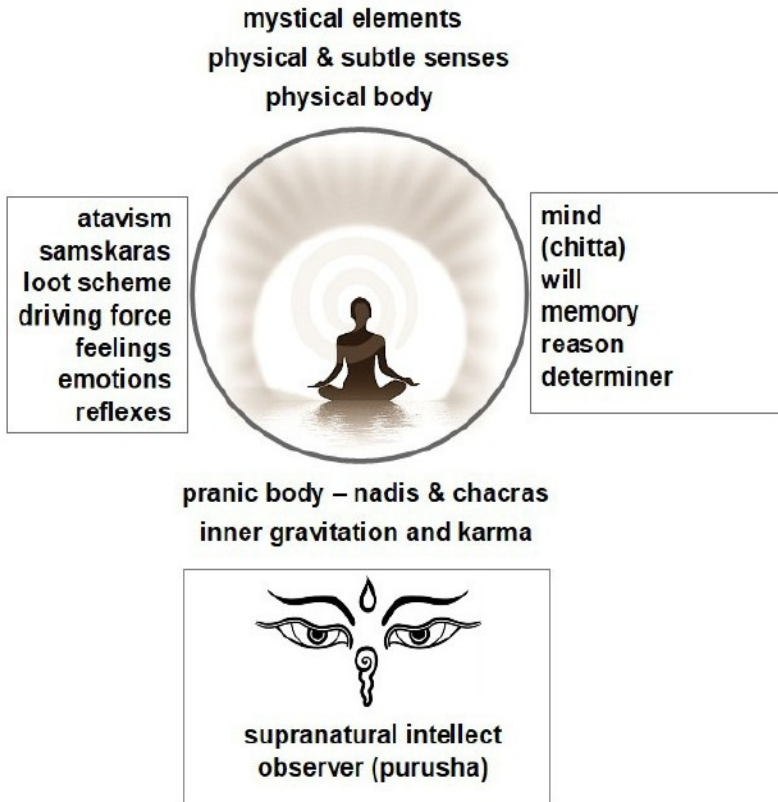 mystical elements
physical & subtle senses
physical body
atavism
samskaras
loot scheme
driving force
feelings
emotions
reflexes
mind
(chitta)
will
memory
reason
determiner
pranic body – nadis & chacras
inner gravitation and karma
supranatural intellect
observer (purusha)